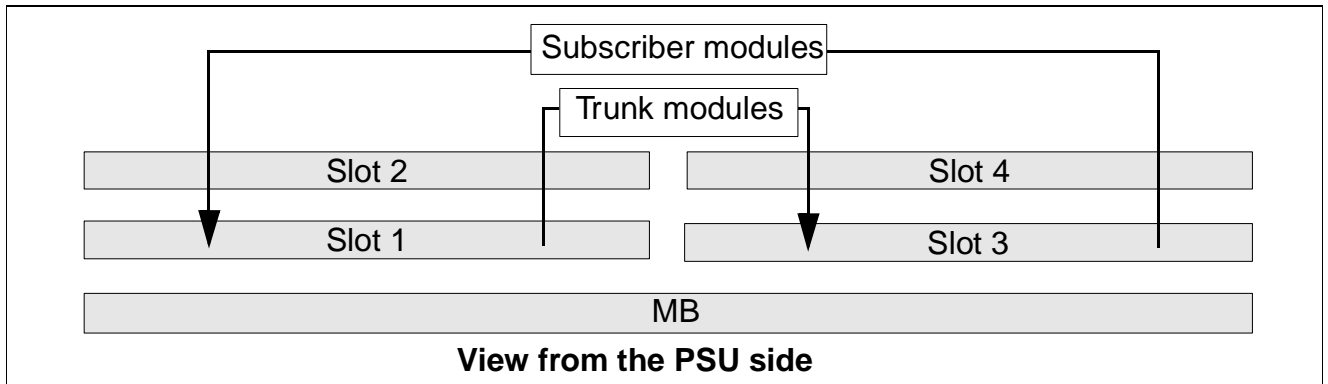 Subscriber modules
Trunk modules
Slot 2
Slot 4
Slot 1
Slot 3
MB
View from the PSU side